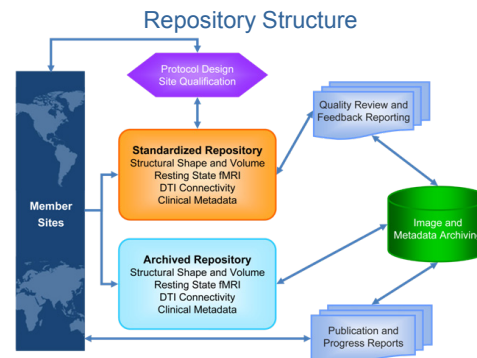 Repository Structure
Protocol Design
Site Qualification
Quality Review and
Feedback Reporting
Standardized Repository
Structural Shape and Volume
Resting State fMRI
DTI Connectivity
Clinical Metadata
Member
Sites
Image and
Metadata Archiving
Archived Repository
Structural Shape and Volume
Resting State fMRI
DTI Connectivity
Clinical Metadata
Publication and
Progress Reports